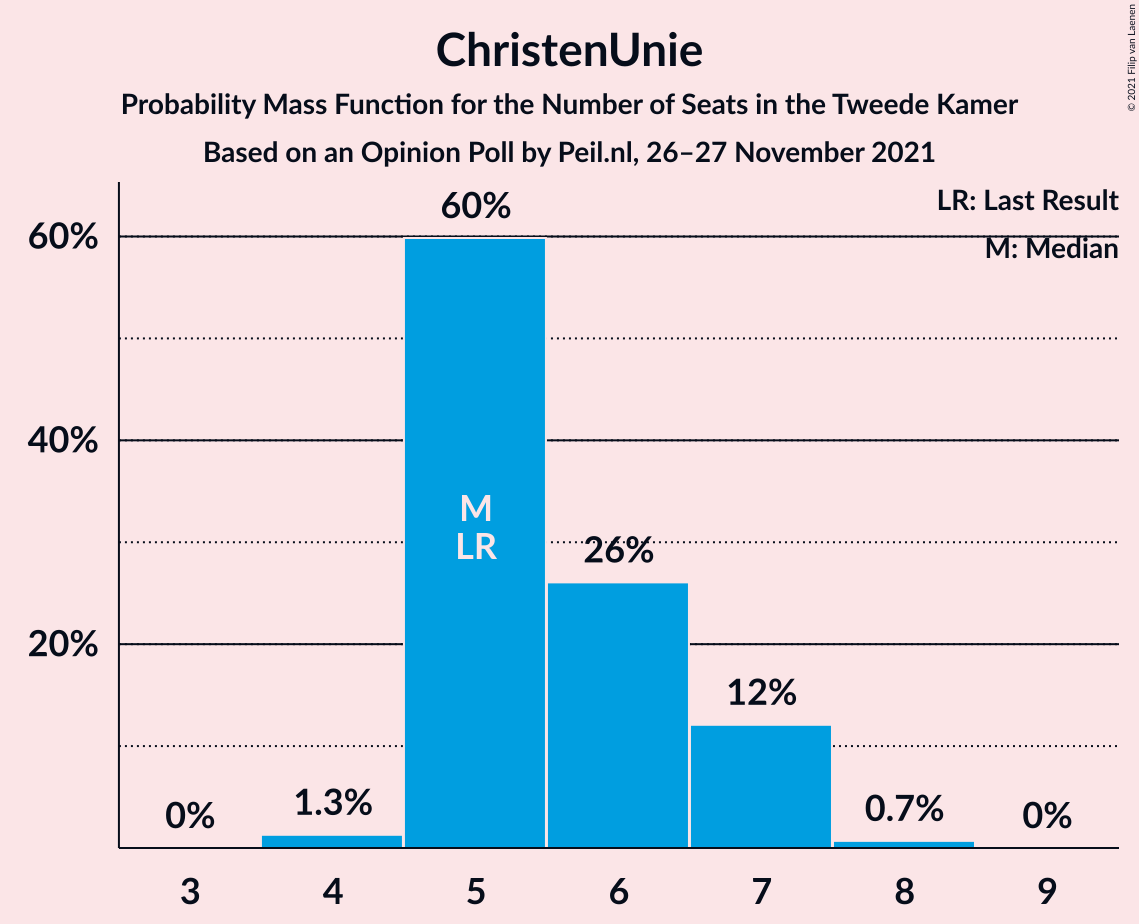 ChristenUnie
Probability Mass Function for the Number of Seats in the Tweede Kamer
Based on an Opinion Poll by Peil.nl, 26–27 November 2021
© 2021 Filip van Laenen
LR: Last Result
M: Median
60%
40%
20%
0%
1.3%
60%
M
LR
26%
12%
0.7%
0%
3 4 5 6 7 8 9